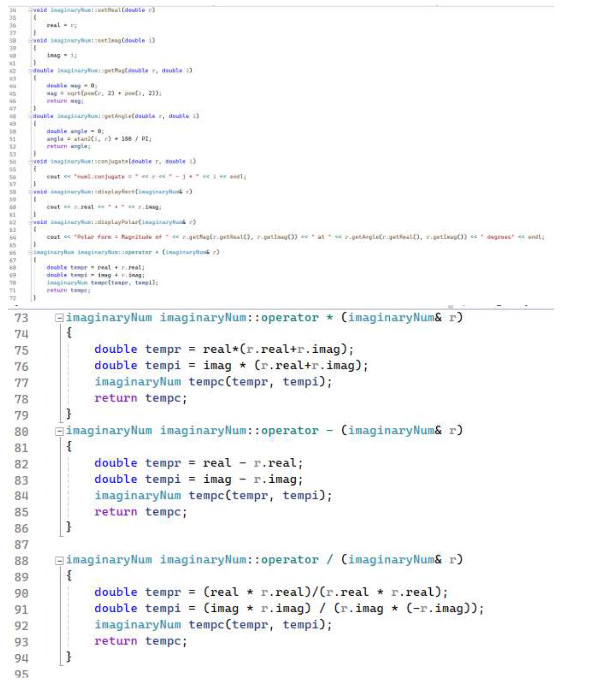 34 void imaginaryNum::setReal(double r)
35 {
36 real = r;
37 }
38 void imaginaryNum::setImag(double i)
39 {
40 imag = i;
41 }
42 double imaginaryNum::getMag(double r, double i)
43 {
44 double mag = 0;
45 mag = sqrt(pow(r, 2) + pow(i, 2));
46 return mag;
47 }
48 double imaginaryNum::getAngle(double r, double i)
49 {
50 double angle = 0;
51 angle = atan2(i, r) * 180 / PI;
52 return angle;
53 }
54 void imaginaryNum::conjugate(double r, double i)
55 {
56 cout << "num1.conjugate = " << r << " - j * " << i << endl;
57 }
58 void imaginaryNum::displayRect(imaginaryNum& r)
59 {
60 cout << r.real << " + " << r.imag;
61 }
62 void imaginaryNum::displayPolar(imaginaryNum& r)
63 {
64 cout << "Polar form = Magnitude of " << r.getMag(r.getReal(), r.getImag()) << " at " << r.getAngle(r.getReal(), r.getImag()) << " degrees" << endl;
65 }
66 imaginaryNum imaginaryNum::operator + (imaginaryNum& r)
67 {
68 double tempr = real + r.real;
69 double tempi = imag + r.imag;
70 imaginaryNum tempc(tempr, tempi);
71 return tempc;
72 }
73 imaginaryNum imaginaryNum::operator * (imaginaryNum& r)
74 {
75 double tempr = real*(r.real+r.imag);
76 double tempi = imag * (r.real+r.imag);
77 imaginaryNum tempc(tempr, tempi);
78 return tempc;
79 }
80 imaginaryNum imaginaryNum::operator - (imaginaryNum& r)
81 {
82 double tempr = real - r.real;
83 double tempi = imag - r.imag;
84 imaginaryNum tempc(tempr, tempi);
85 return tempc;
86 }
87
88 imaginaryNum imaginaryNum::operator / (imaginaryNum& r)
89 {
90 double tempr = (real * r.real)/(r.real * r.real);
91 double tempi = (imag * r.imag) / (r.imag * (-r.imag));
92 imaginaryNum tempc(tempr, tempi);
93 return tempc;
94 }
95